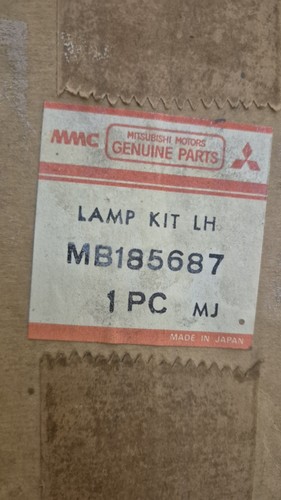 MMC
MITSUBISHI MOTORS
GENUINE PARTS
LAMP KIT LH
MB185687
1 PC MJ
MADE IN JAPAN